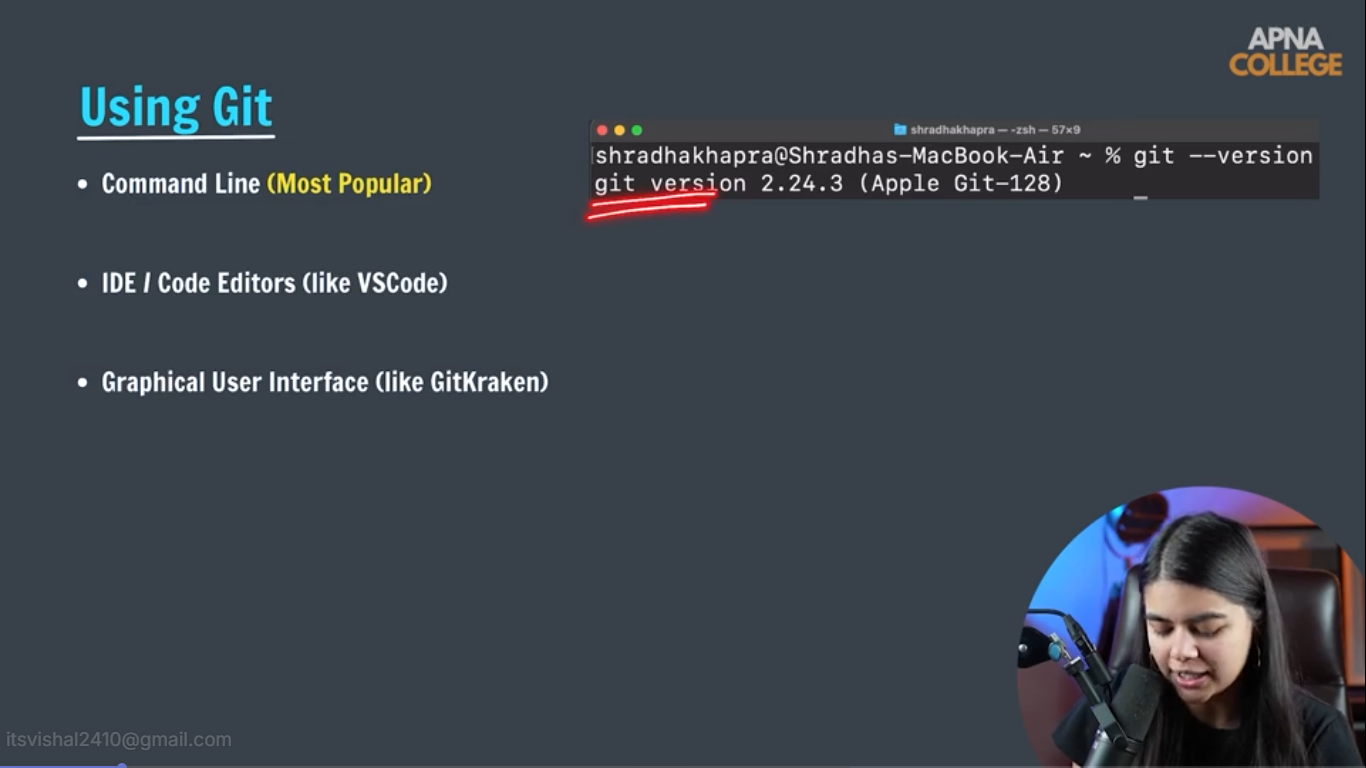 APNA
COLLEGE
Using Git
• Command Line (Most Popular)
• IDE / Code Editors (like VSCode)
• Graphical User Interface (like GitKraken)
shradhakhapra — -zsh — 57×9
shradhakhapra@Shradhas-MacBook-Air ~ % git --version
git version 2.24.3 (Apple Git-128)
itsvishal2410@gmail.com